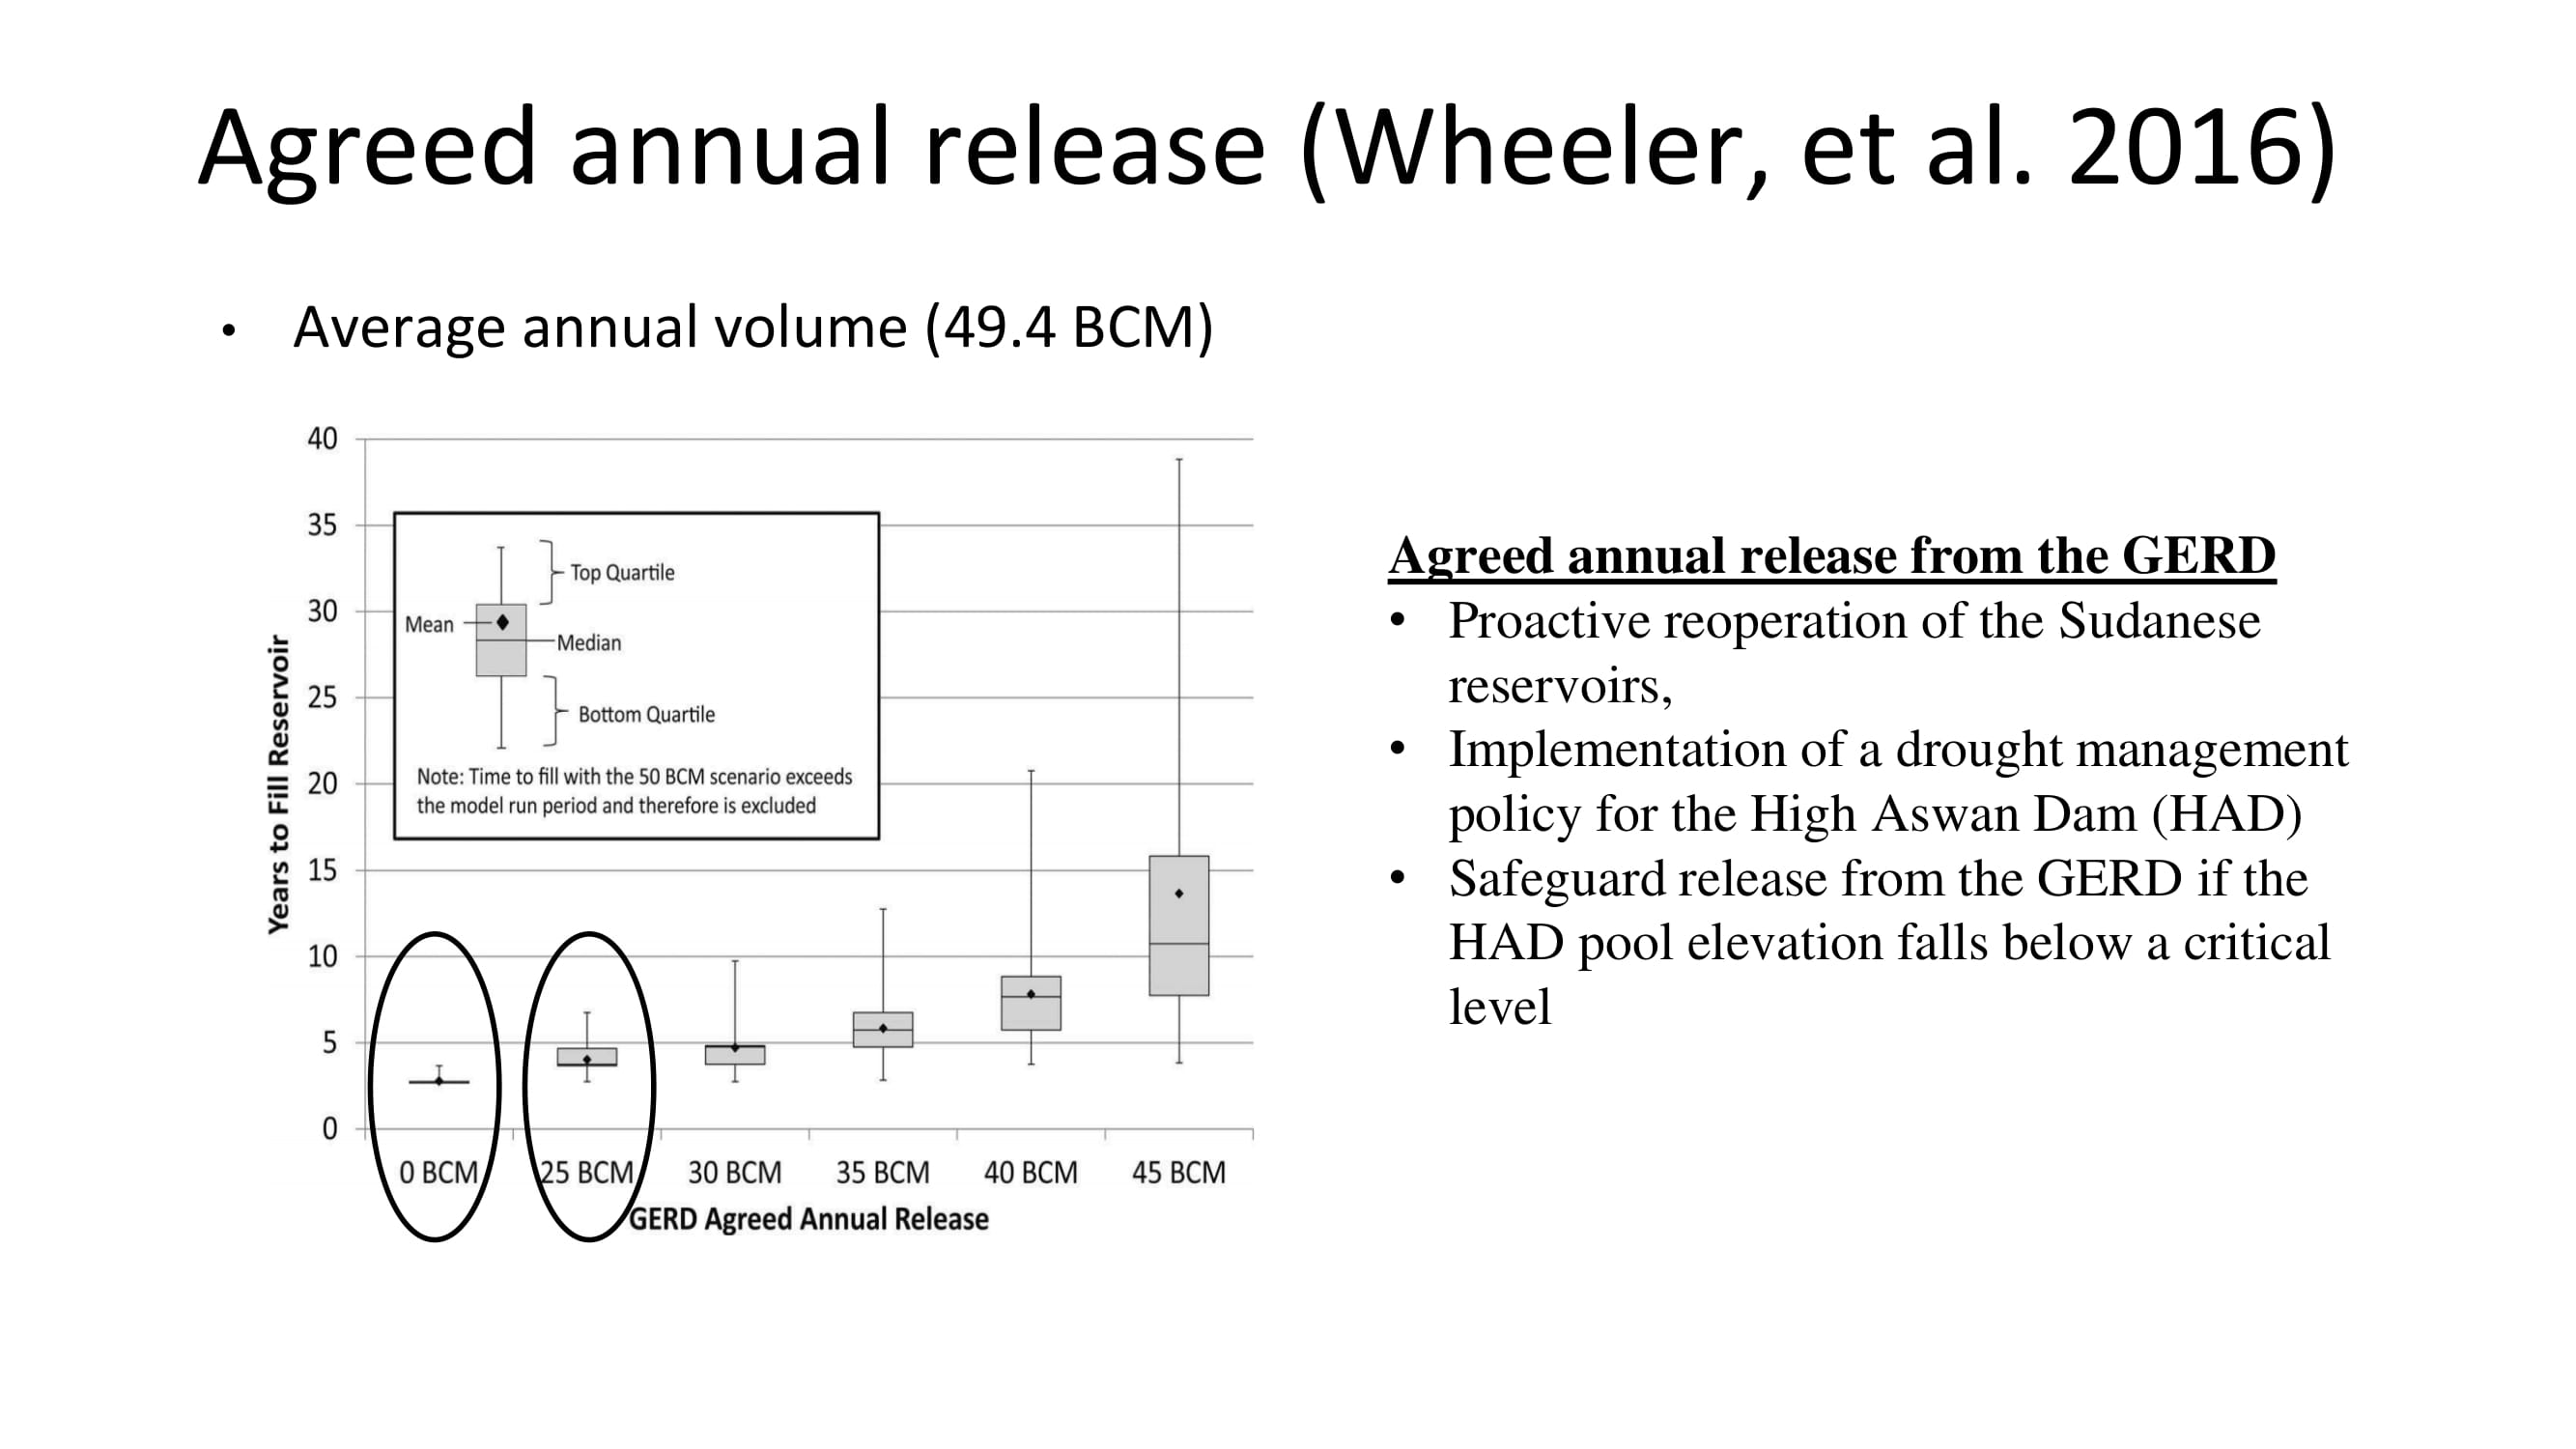 Agreed annual release (Wheeler, et al. 2016)
• Average annual volume (49.4 BCM)
40
35
30
25
20
15
10
5
0
Years to Fill Reservoir
Top Quartile
Mean
Median
Bottom Quartile
Note: Time to fill with the 50 BCM scenario exceeds
the model run period and therefore is excluded
0 BCM 25 BCM 30 BCM 35 BCM 40 BCM 45 BCM
GERD Agreed Annual Release
Agreed annual release from the GERD
• Proactive reoperation of the Sudanese
reservoirs,
• Implementation of a drought management
policy for the High Aswan Dam (HAD)
• Safeguard release from the GERD if the
HAD pool elevation falls below a critical
level